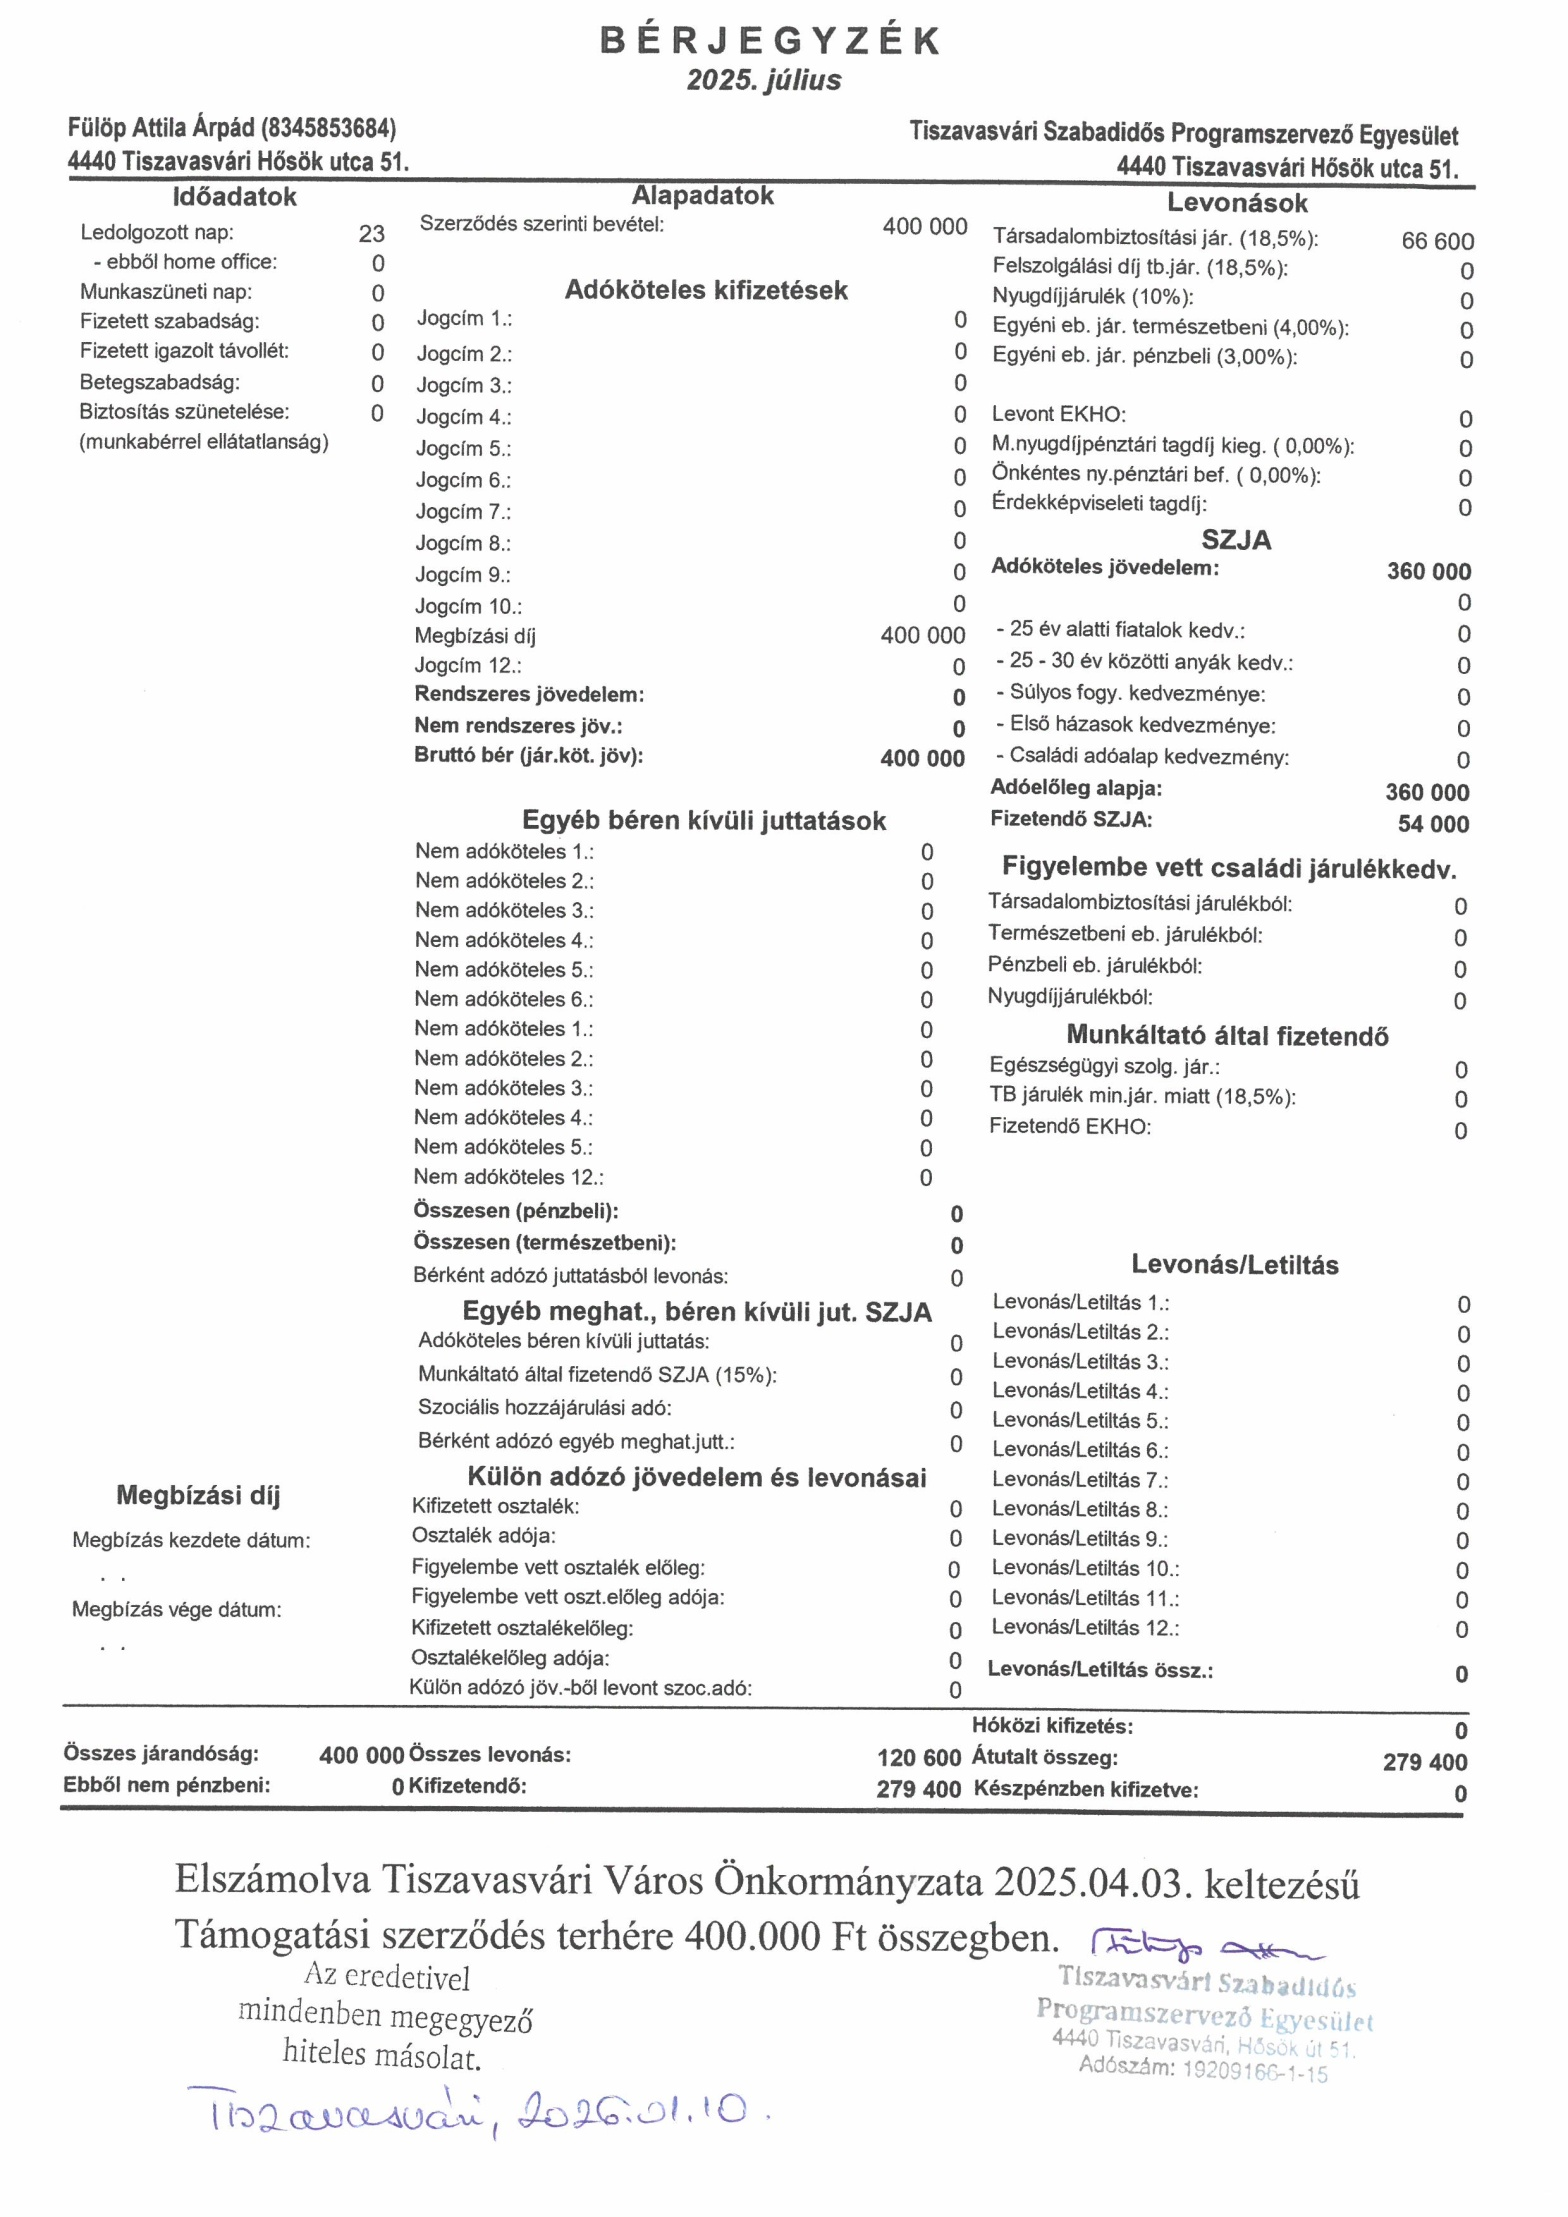 BÉRJEGYZÉK
2025. július
Fülöp Attila Árpád (8345853684)
4440 Tiszavasvári Hősök utca 51.
Tiszavasvári Szabadidős Programszervező Egyesület
4440 Tiszavasvári Hősök utca 51.
Időadatok
Ledolgozott nap: 23
- ebből home office: 0
Munkaszüneti nap: 0
Fizetett szabadság: 0
Fizetett igazolt távollét: 0
Betegszabadság: 0
Biztosítás szünetelése: 0
(munkabérrel ellátatlanság)
Alapadatok
Szerződés szerinti bevétel: 400 000
Adóköteles kifizetések
Jogcím 1.: 0
Jogcím 2.: 0
Jogcím 3.: 0
Jogcím 4.: 0
Jogcím 5.: 0
Jogcím 6.: 0
Jogcím 7.: 0
Jogcím 8.: 0
Jogcím 9.: 0
Jogcím 10.: 0
Megbízási díj 400 000
Jogcím 12.: 0
Rendszeres jövedelem: 0
Nem rendszeres jöv.: 0
Bruttó bér (jár.köt. jöv): 400 000
Egyéb béren kívüli juttatások
Nem adóköteles 1.: 0
Nem adóköteles 2.: 0
Nem adóköteles 3.: 0
Nem adóköteles 4.: 0
Nem adóköteles 5.: 0
Nem adóköteles 6.: 0
Nem adóköteles 1.: 0
Nem adóköteles 2.: 0
Nem adóköteles 3.: 0
Nem adóköteles 4.: 0
Nem adóköteles 5.: 0
Nem adóköteles 12.: 0
Összesen (pénzbeli): 0
Összesen (természetbeni): 0
Bérként adózó juttatásból levonás: 0
Egyéb meghat., béren kívüli jut. SZJA
Adóköteles béren kívüli juttatás: 0
Munkáltató által fizetendő SZJA (15%): 0
Szociális hozzájárulási adó: 0
Bérként adózó egyéb meghat.jutt.: 0
Külön adózó jövedelem és levonásai
Kifizetett osztalék: 0
Osztalék adója: 0
Figyelembe vett osztalék előleg: 0
Figyelembe vett oszt.előleg adója: 0
Kifizetett osztalékelőleg: 0
Osztalékelőleg adója: 0
Külön adózó jöv.-ből levont szoc.adó: 0
Megbízási díj
Megbízás kezdete dátum:
. .
Megbízás vége dátum:
. .
Levonások
Társadalombiztosítási jár. (18,5%): 66 600
Felszolgálási díj tb.jár. (18,5%): 0
Nyugdíjjárulék (10%): 0
Egyéni eb. jár. természetbeni (4,00%): 0
Egyéni eb. jár. pénzbeli (3,00%): 0
Levont EKHO: 0
M.nyugdíjpénztári tagdíj kieg. ( 0,00%): 0
Önkéntes ny.pénztári bef. ( 0,00%): 0
Érdekképviseleti tagdíj: 0
SZJA
Adóköteles jövedelem: 360 000
0
- 25 év alatti fiatalok kedv.: 0
- 25 - 30 év közötti anyák kedv.: 0
- Súlyos fogy. kedvezménye: 0
- Első házasok kedvezménye: 0
- Családi adóalap kedvezmény: 0
Adóelőleg alapja: 360 000
Fizetendő SZJA: 54 000
Figyelembe vett családi járulékkedv.
Társadalombiztosítási járulékból: 0
Természetbeni eb. járulékból: 0
Pénzbeli eb. járulékból: 0
Nyugdíjjárulékból: 0
Munkáltató által fizetendő
Egészségügyi szolg. jár.: 0
TB járulék min.jár. miatt (18,5%): 0
Fizetendő EKHO: 0
Levonás/Letiltás
Levonás/Letiltás 1.: 0
Levonás/Letiltás 2.: 0
Levonás/Letiltás 3.: 0
Levonás/Letiltás 4.: 0
Levonás/Letiltás 5.: 0
Levonás/Letiltás 6.: 0
Levonás/Letiltás 7.: 0
Levonás/Letiltás 8.: 0
Levonás/Letiltás 9.: 0
Levonás/Letiltás 10.: 0
Levonás/Letiltás 11.: 0
Levonás/Letiltás 12.: 0
Levonás/Letiltás össz.: 0
Hóközi kifizetés: 0
Összes járandóság: 400 000 Összes levonás: 120 600 Átutalt összeg: 279 400
Ebből nem pénzbeni: 0 Kifizetendő: 279 400 Készpénzben kifizetve: 0
Elszámolva Tiszavasvári Város Önkormányzata 2025.04.03. keltezésű
Támogatási szerződés terhére 400.000 Ft összegben.
Az eredetivel
mindenben megegyező
hiteles másolat.
Tiszavasvári, 2026.01.10.
Tiszavasvári Szabadidős
Programszervező Egyesület
4440 Tiszavasvári, Hősök út 51.
Adószám: 19209166-1-15